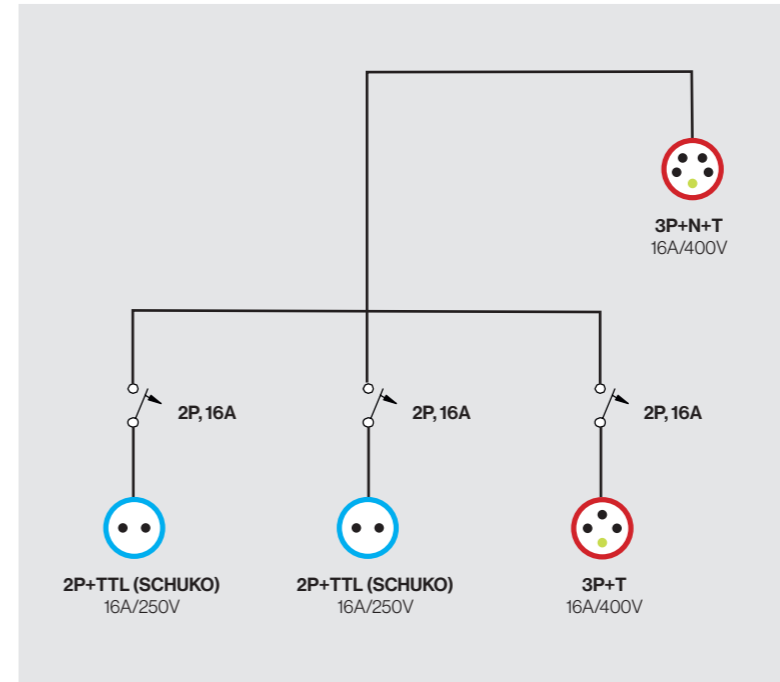 3P+N+T
16A/400V
2P, 16A
2P, 16A
2P, 16A
2P+TTL (SCHUKO)
16A/250V
2P+TTL (SCHUKO)
16A/250V
3P+T
16A/400V